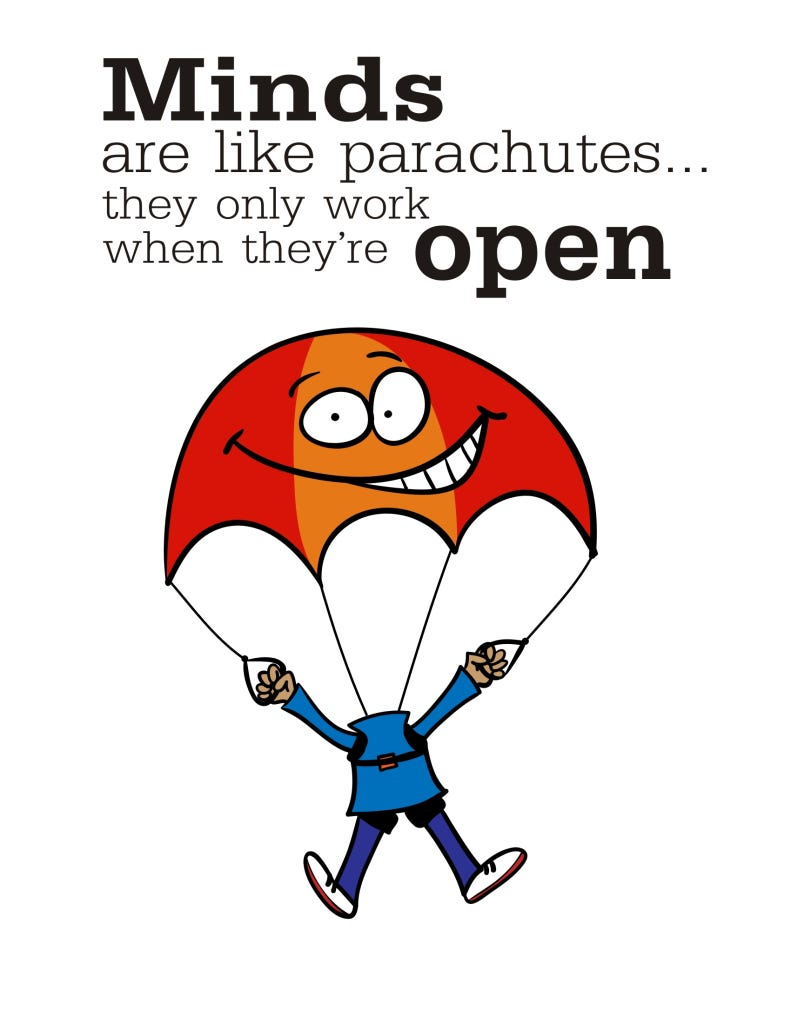 Minds
are like parachutes...
they only work
when they’re open